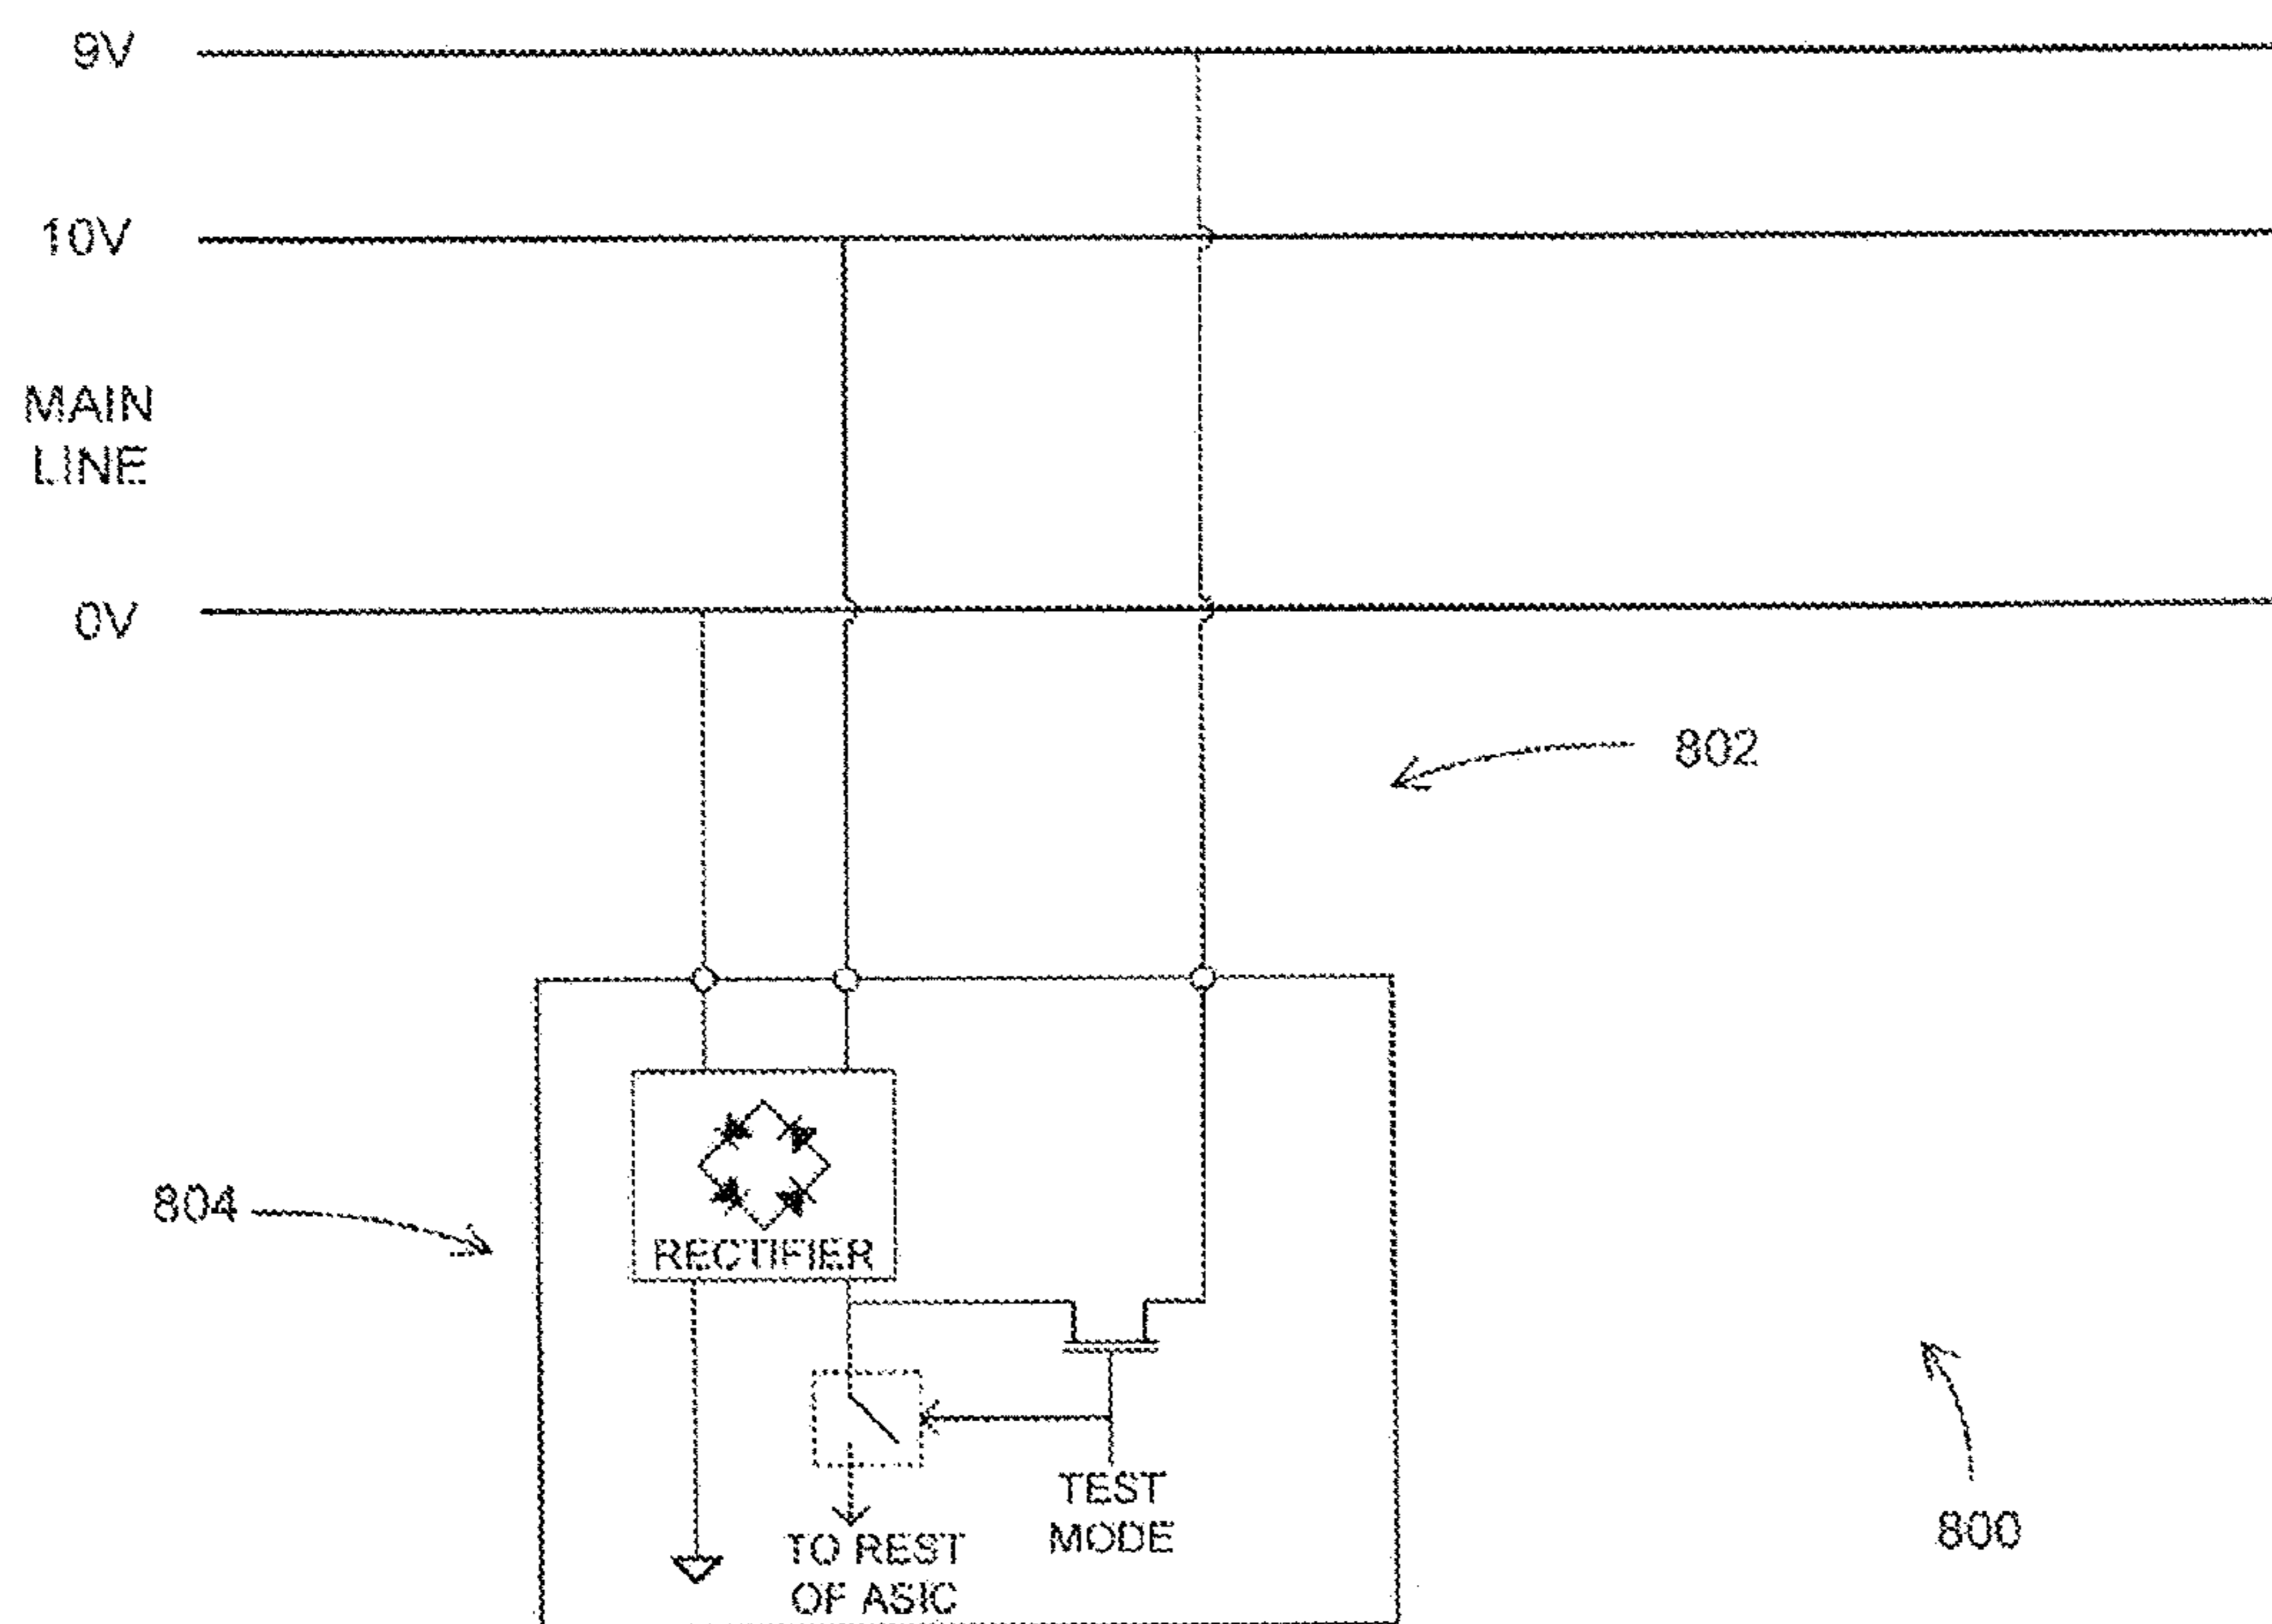 9V
10V
MAIN
LINE
0V
802
804
RECTIFIER
TEST
MODE
TO REST
OF ASIC
800